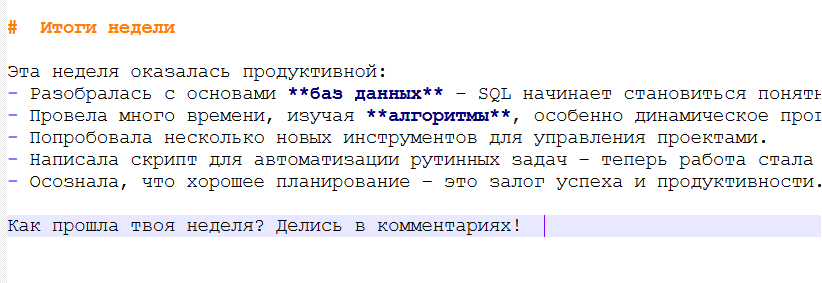 #  Итоги недели
Эта неделя оказалась продуктивной:
- Разобралась с основами **баз данных** – SQL начинает становиться
- Провела много времени, изучая **алгоритмы**, особенно динамическое
- Попробовала несколько новых инструментов для управления проектами.
- Написала скрипт для автоматизации рутинных задач – теперь работа стала
- Осознала, что хорошее планирование – это залог успеха и продуктивности.
Как прошла твоя неделя? Делись в комментариях!